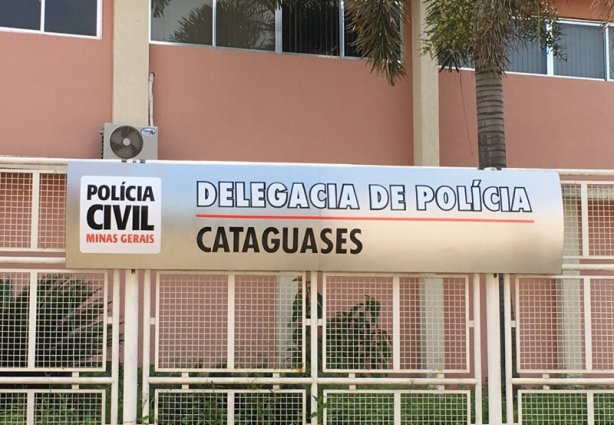 POLÍCIA
CIVIL
MINAS GERAIS
DELEGACIA DE POLÍCIA
CATAGUASES